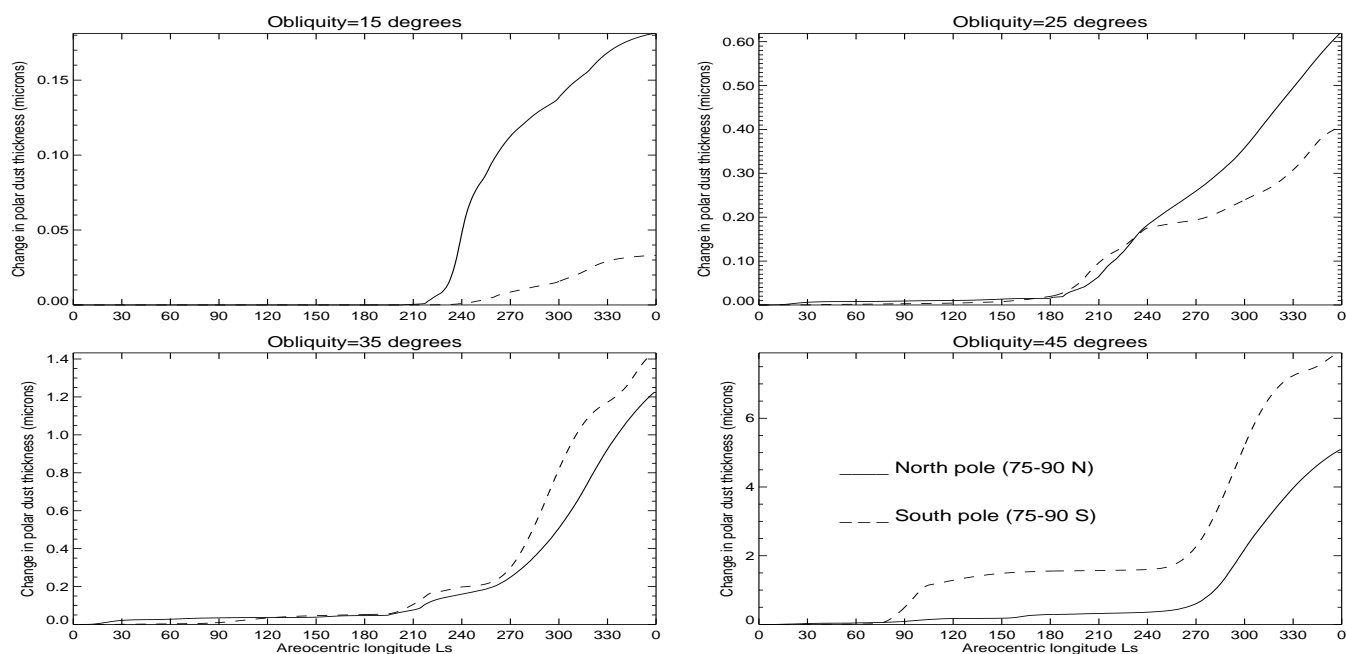 Obliquity=15 degrees
Change in polar dust thickness (microns)
0.15
0.10
0.05
0.00
0 30 60 90 120 150 180 210 240 270 300 330 0
Obliquity=25 degrees
Change in polar dust thickness (microns)
0.60
0.40
0.30
0.20
0.10
0.00
0 30 60 90 120 150 180 210 240 270 300 330 0
Obliquity=35 degrees
Change in polar dust thickness (microns)
1.4
1.2
1.0
0.8
0.6
0.4
0.2
0.0
0 30 60 90 120 150 180 210 240 270 300 330 0
Areocentric longitude Ls
Obliquity=45 degrees
Change in polar dust thickness (microns)
6
4
2
0
North pole (75-90 N)
South pole (75-90 S)
0 30 60 90 120 150 180 210 240 270 300 330 0
Areocentric longitude Ls